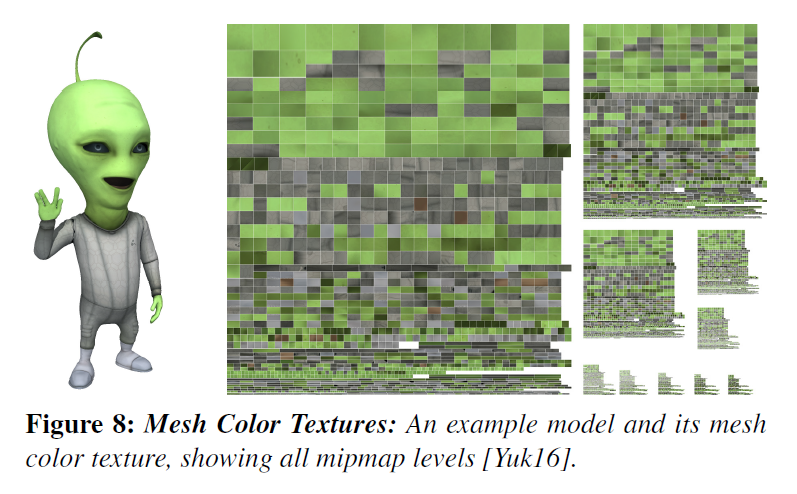 Figure 8: Mesh Color Textures: An example model and its mesh
color texture, showing all mipmap levels [Yuk16].